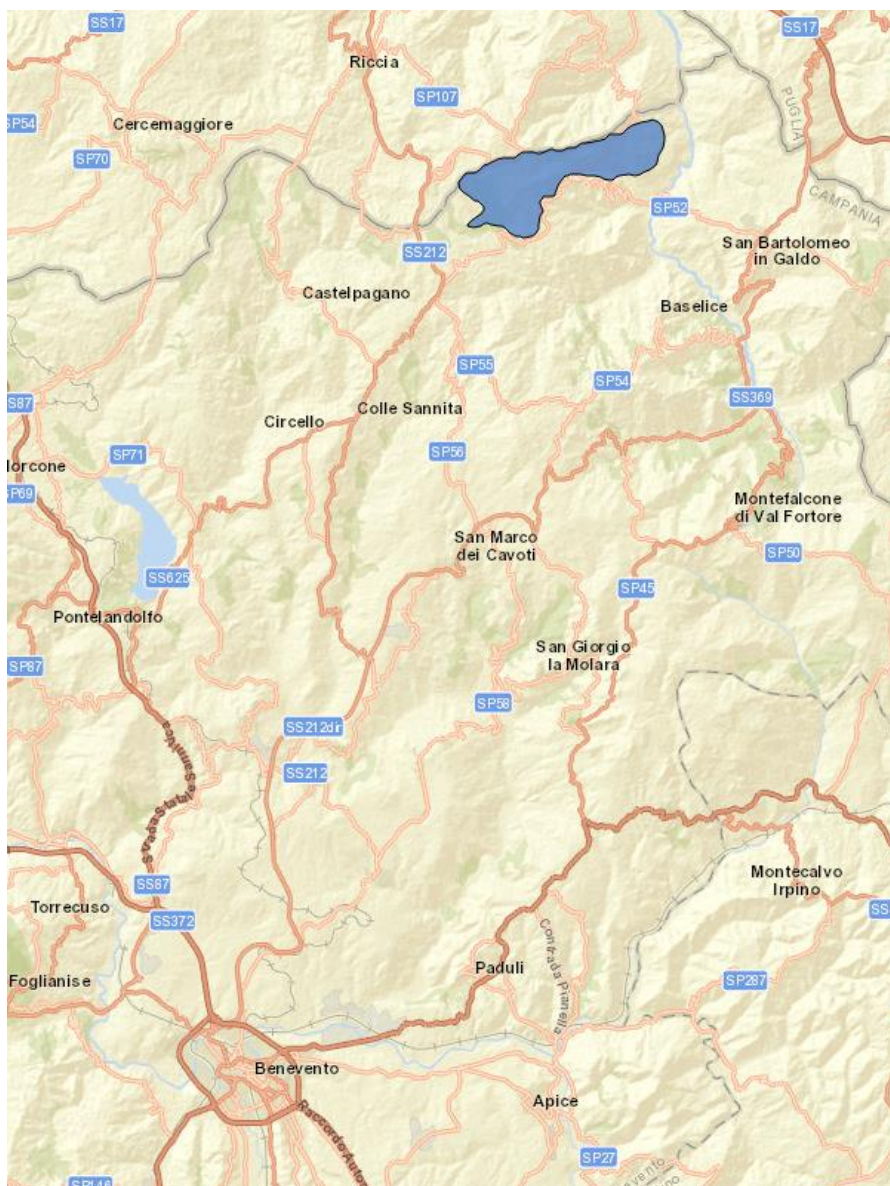 SS17
SS17
Riccia
SP107
PUGLIA
SP54
Cercemaggiore
SP70
CAMPANIA
SP52
SS212
San Bartolomeo
in Galdo
Castelpagano
Baselice
SP55
SP54
SS369
Colle Sannita
Circello
SP56
SP71
SP69
Montefalcone
di Val Fortore
San Marco
dei Cavoti
SP50
SS625
SP45
Pontelandolfo
San Giorgio
la Molara
SP87
SP58
SS212dir
SS212
Montecalvo
Irpino
SS87
Torrecuso
SS372
Contrada Pianella
Paduli
Foglianise
SP287
Benevento
Apice
Raccordo
SP27